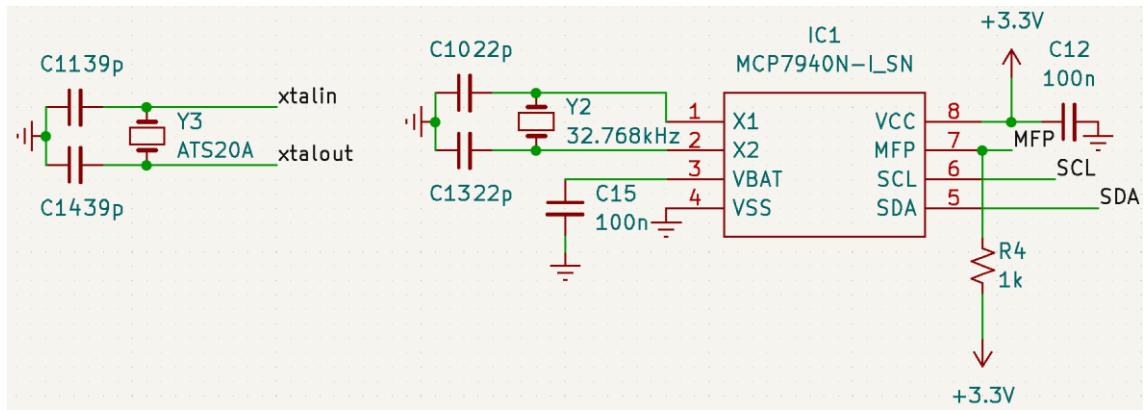 C1139p
xtalin
Y3
ATS20A
xtalout
C1439p
C1022p
Y2
32.768kHz
C1322p
C15
100n
IC1
MCP7940N-I_SN
1
X1
2
X2
3
VBAT
4
VSS
VCC
8
MFP
7
SCL
6
SDA
5
+3.3V
C12
100n
MFP
SCL
SDA
R4
1k
+3.3V